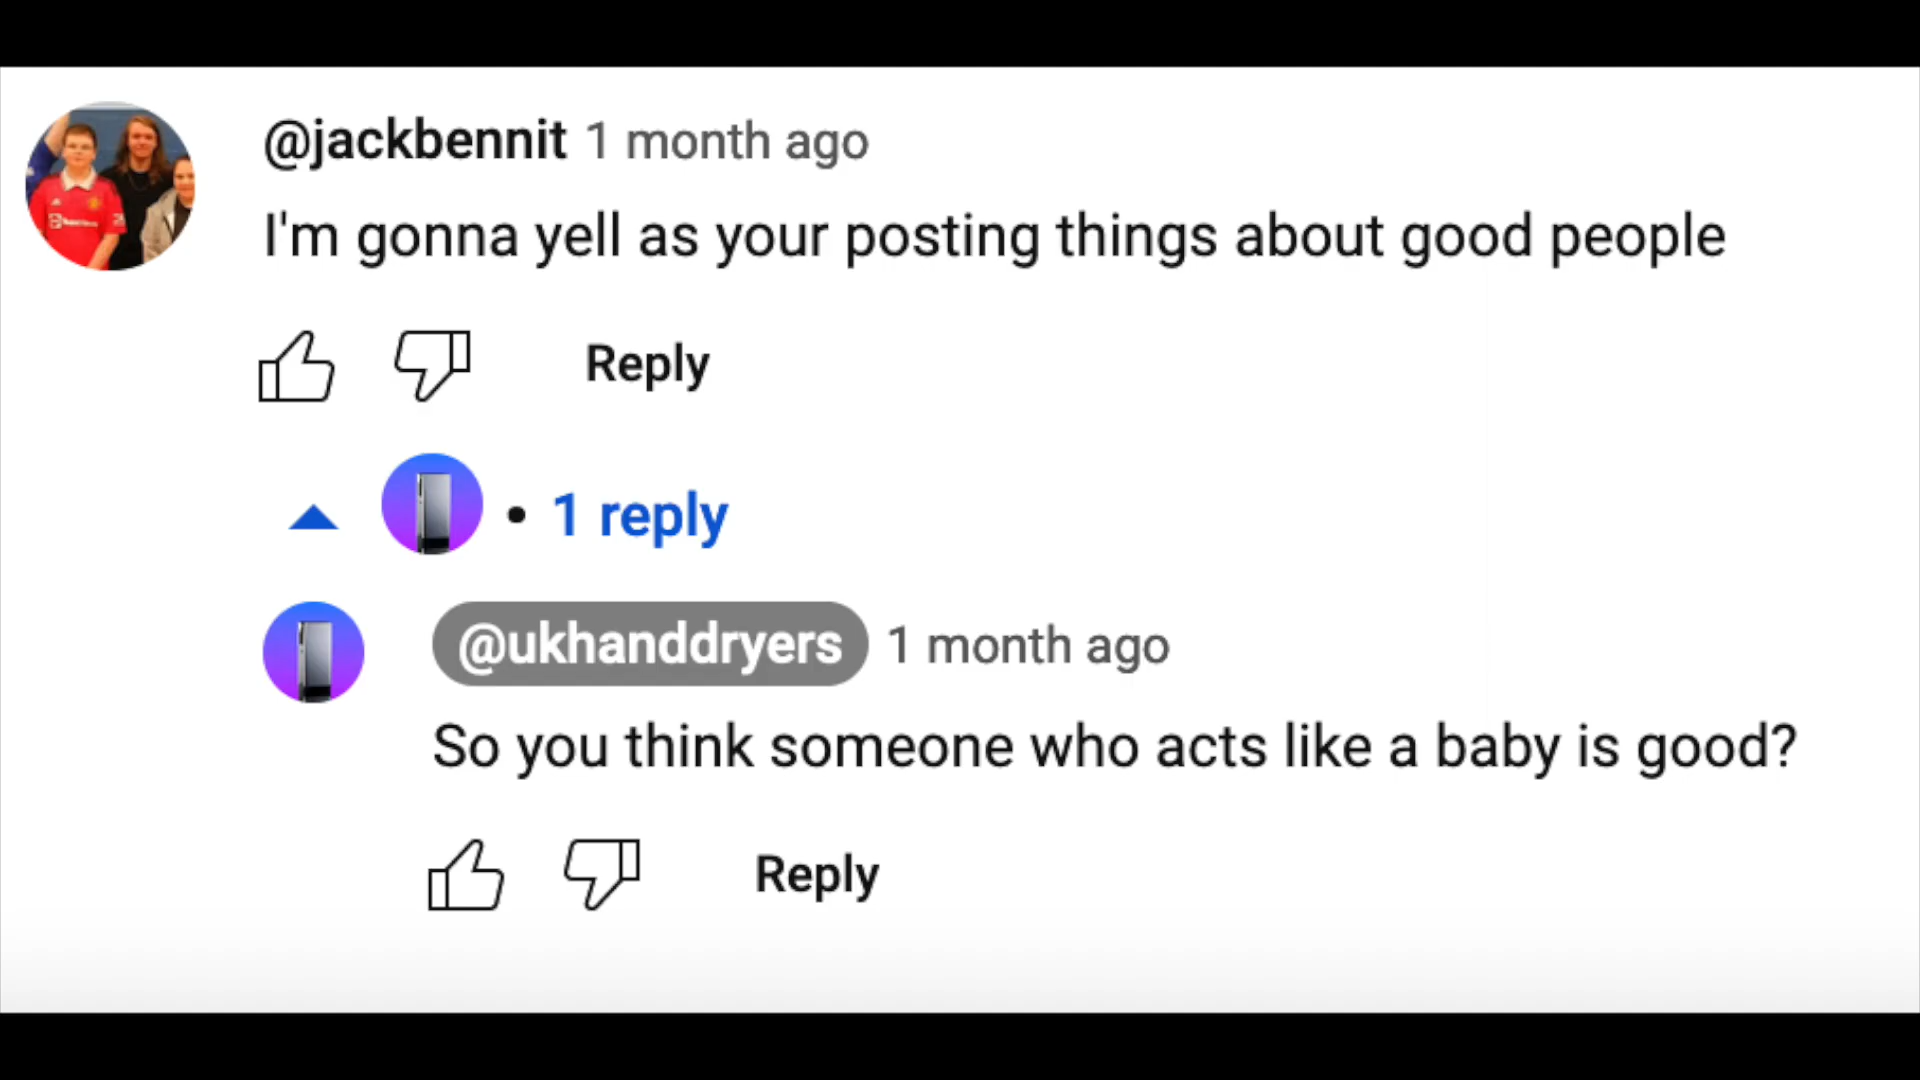 @jackbennit 1 month ago
I'm gonna yell as your posting things about good people
Reply
• 1 reply
@ukhanddryers 1 month ago
So you think someone who acts like a baby is good?
Reply